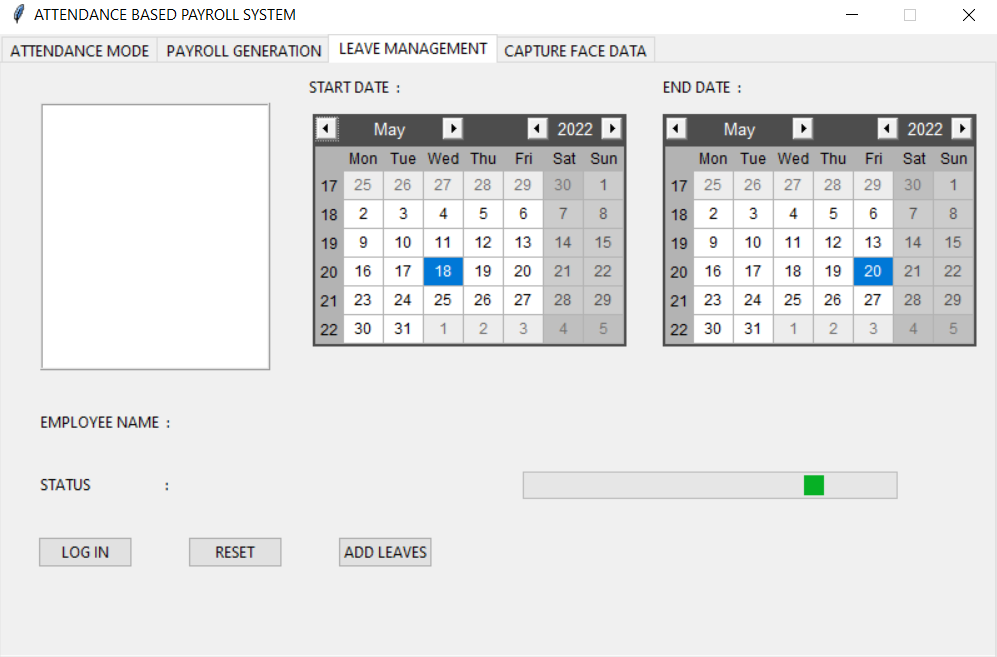 ATTENDANCE BASED PAYROLL SYSTEM
ATTENDANCE MODE PAYROLL GENERATION LEAVE MANAGEMENT CAPTURE FACE DATA
START DATE :
May 2022
Mon Tue Wed Thu Fri Sat Sun
17 25 26 27 28 29 30 1
18 2 3 4 5 6 7 8
19 9 10 11 12 13 14 15
20 16 17 18 19 20 21 22
21 23 24 25 26 27 28 29
22 30 31 1 2 3 4 5
END DATE :
May 2022
Mon Tue Wed Thu Fri Sat Sun
17 25 26 27 28 29 30 1
18 2 3 4 5 6 7 8
19 9 10 11 12 13 14 15
20 16 17 18 19 20 21 22
21 23 24 25 26 27 28 29
22 30 31 1 2 3 4 5
EMPLOYEE NAME :
STATUS :
LOG IN RESET ADD LEAVES